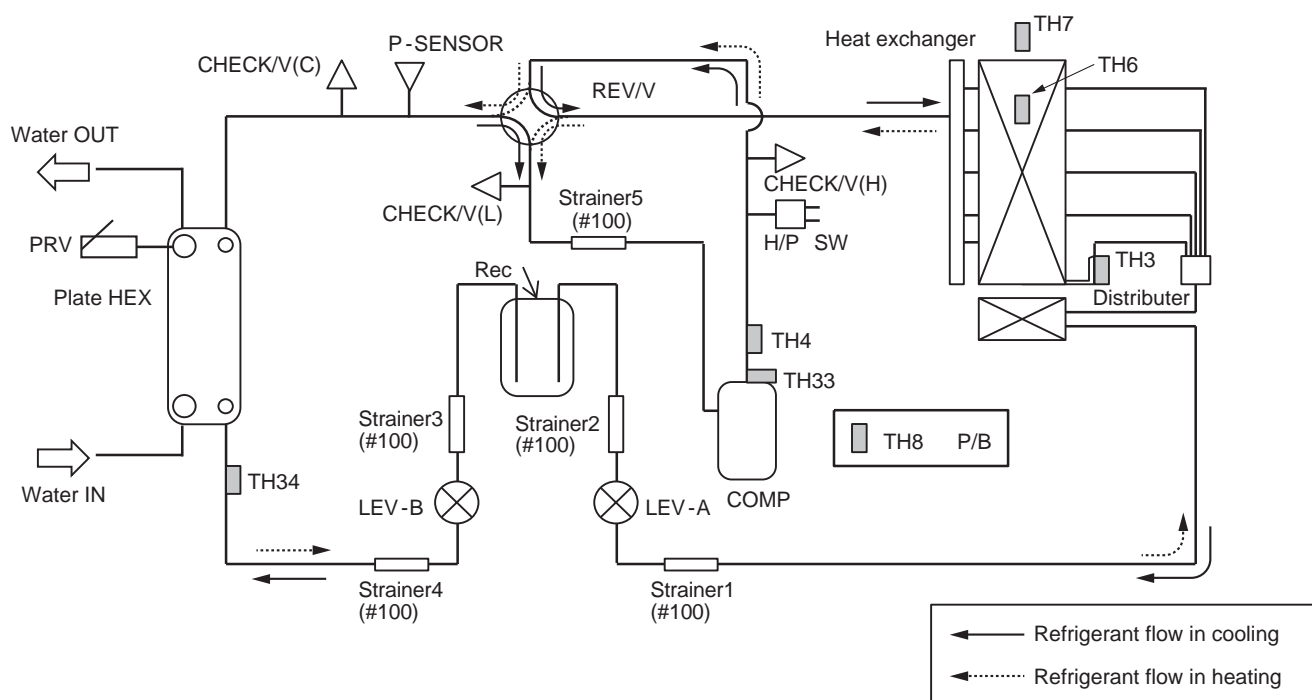 P-SENSOR
CHECK/V(C)
REV/V
Heat exchanger
TH7
TH6
Water OUT
CHECK/V(H)
CHECK/V(L)
Strainer5
(#100)
H/P SW
PRV
Plate HEX
Rec
TH3
Distributer
TH4
TH33
Strainer3
(#100)
Strainer2
(#100)
TH8 P/B
Water IN
TH34
LEV-B
LEV-A
COMP
Strainer4
(#100)
Strainer1
(#100)
Refrigerant flow in cooling
Refrigerant flow in heating